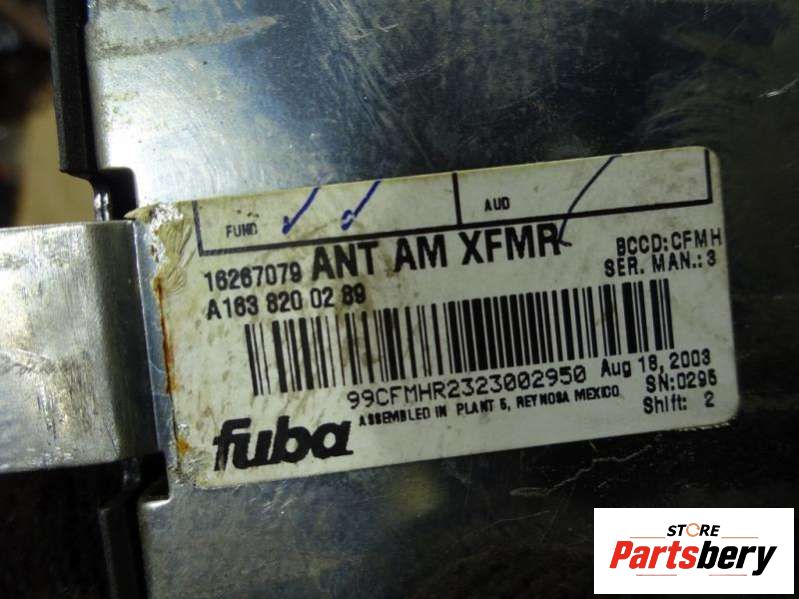 FUNC AUD
16267079 ANT AM XFMR BCCD:CFMH
A163 820 02 89 SER. MAN.: 3
99CFMHR2323002950 Aug 18, 2003
ASSEMBLED IN PLANT 5, REYNOSA MEXICO SN:0295
fuba Shift: 2
STORE
Partsbery